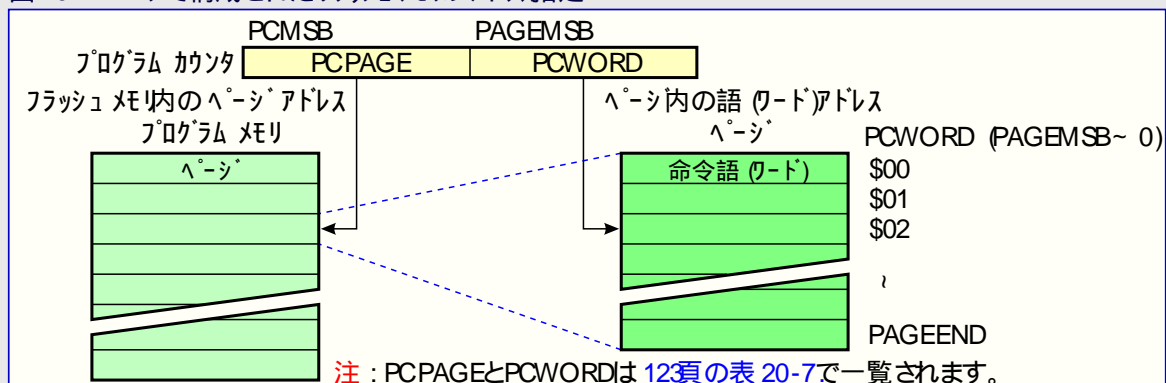 PCMSB PAGEMSB
プログラム カウンタ PCPAGE PCWORD
フラッシュ メモリ内のページ アドレス
ページ内の語(ワード)アドレス
プログラム メモリ
ページ
PCWORD (PAGEMSB~0)
ページ
命令語(ワード)
$00
$01
$02
~
PAGEEND
注 : PCPAGEとPCWORDは123頁の表20-7.で一覧されます。